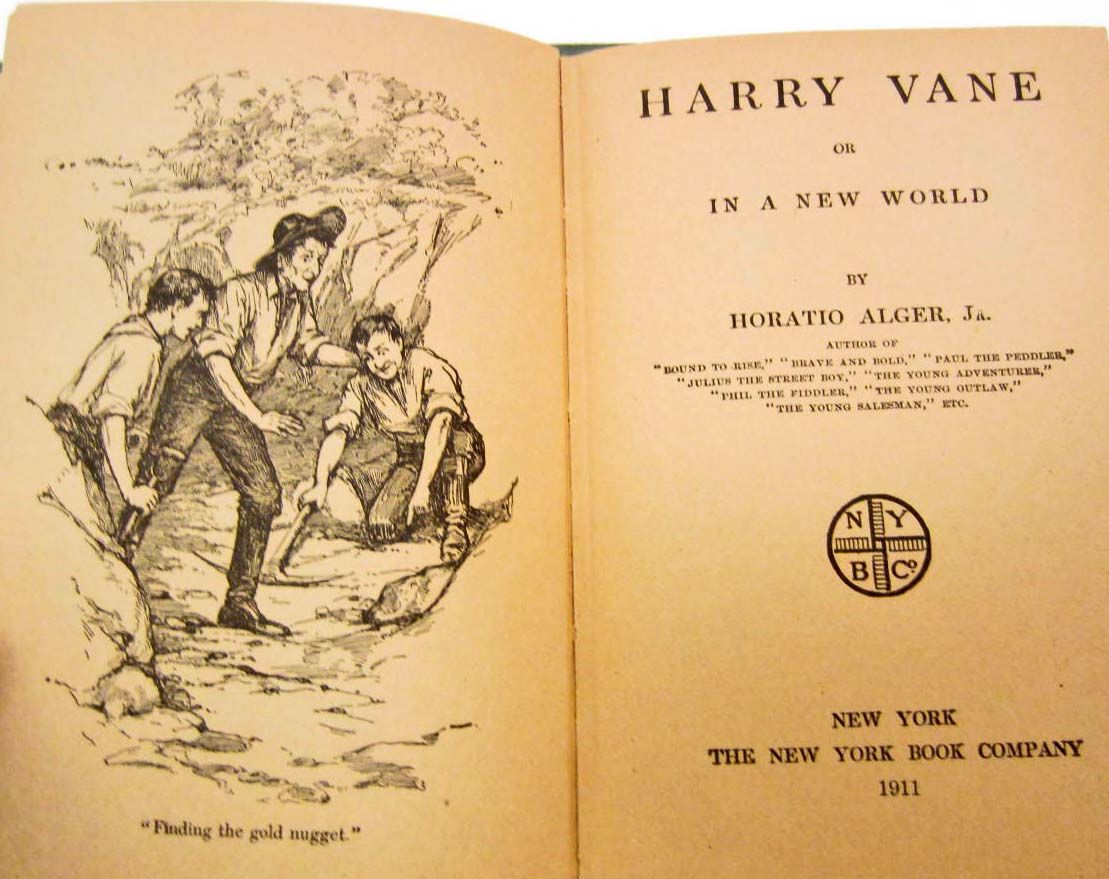 "Finding the gold nugget."
HARRY VANE
OR
IN A NEW WORLD
BY
HORATIO ALGER, JR.
AUTHOR OF
"BOUND TO RISE," "BRAVE AND BOLD," "PAUL THE PEDDLER,"
"JULIUS THE STREET BOY," "THE YOUNG ADVENTURER,"
"PHIL THE FIDDLER," "THE YOUNG OUTLAW,"
"THE YOUNG SALESMAN," ETC.
N Y
B Co
NEW YORK
THE NEW YORK BOOK COMPANY
1911